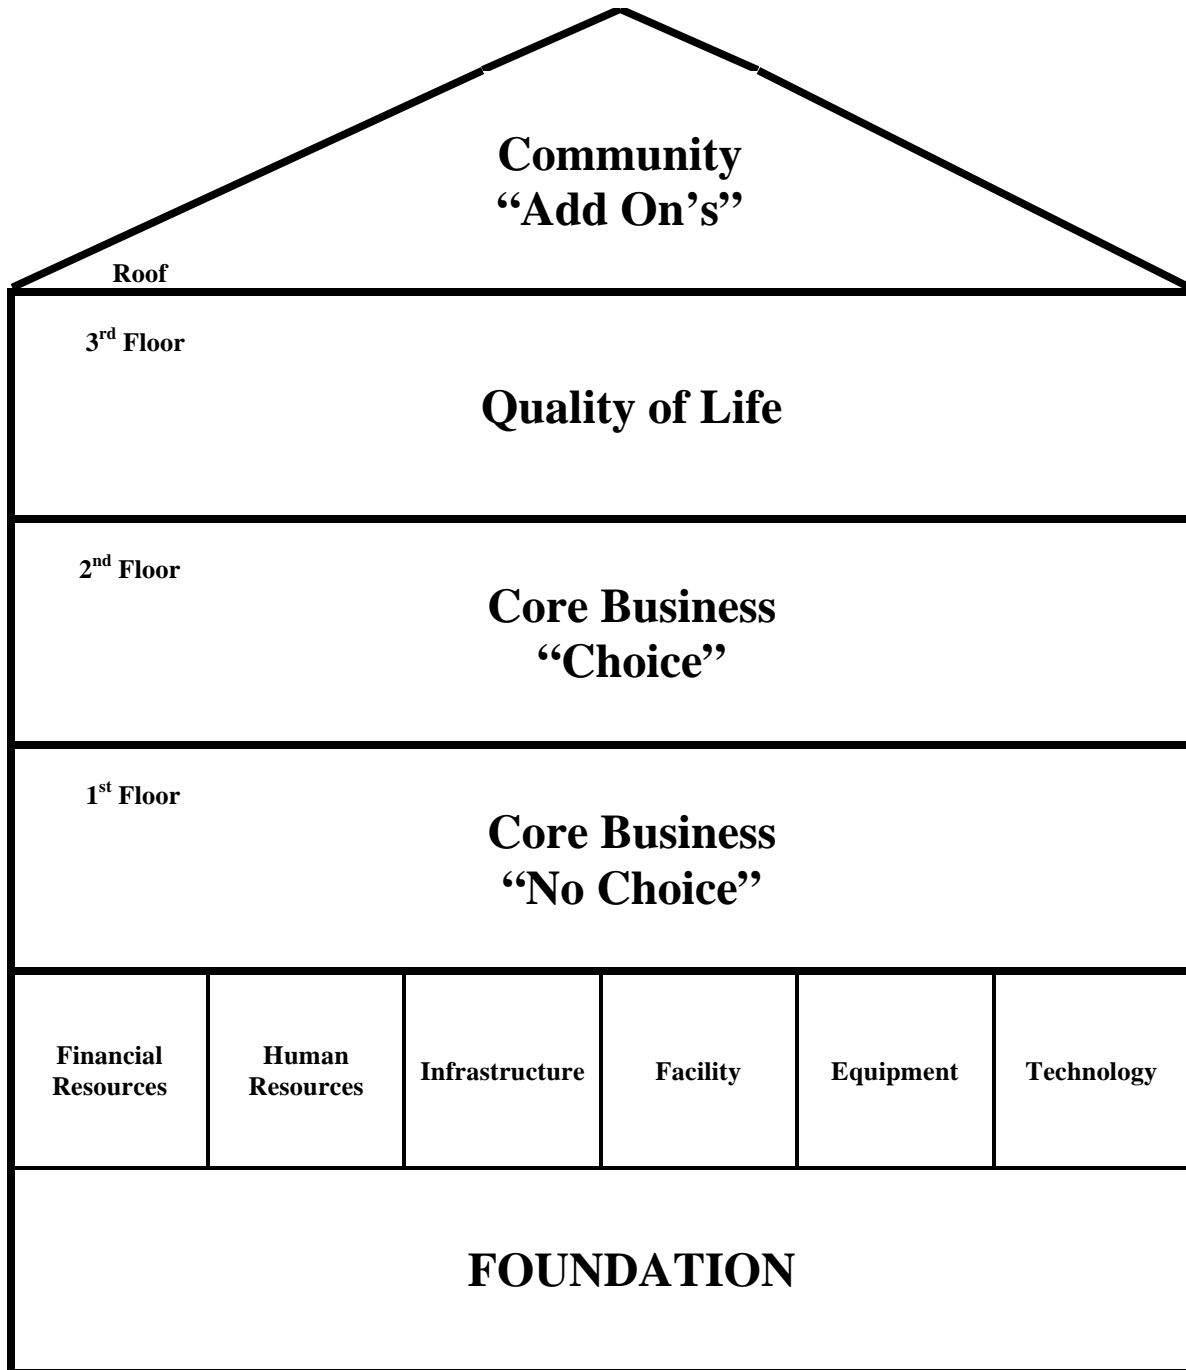 Community
“Add On’s”
Roof
3rd Floor
Quality of Life
2nd Floor
Core Business
“Choice”
1st Floor
Core Business
“No Choice”
Financial
Resources
Human
Resources
Infrastructure
Facility
Equipment
Technology
FOUNDATION